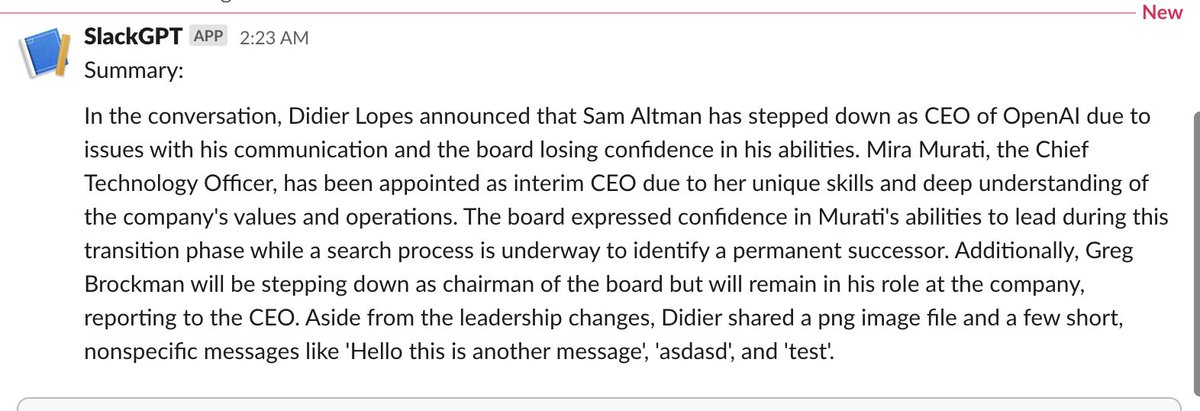 New
SlackGPT APP 2:23 AM
Summary:
In the conversation, Didier Lopes announced that Sam Altman has stepped down as CEO of OpenAI due to
issues with his communication and the board losing confidence in his abilities. Mira Murati, the Chief
Technology Officer, has been appointed as interim CEO due to her unique skills and deep understanding of
the company's values and operations. The board expressed confidence in Murati's abilities to lead during this
transition phase while a search process is underway to identify a permanent successor. Additionally, Greg
Brockman will be stepping down as chairman of the board but will remain in his role at the company,
reporting to the CEO. Aside from the leadership changes, Didier shared a png image file and a few short,
nonspecific messages like 'Hello this is another message', 'asdasd', and 'test'.